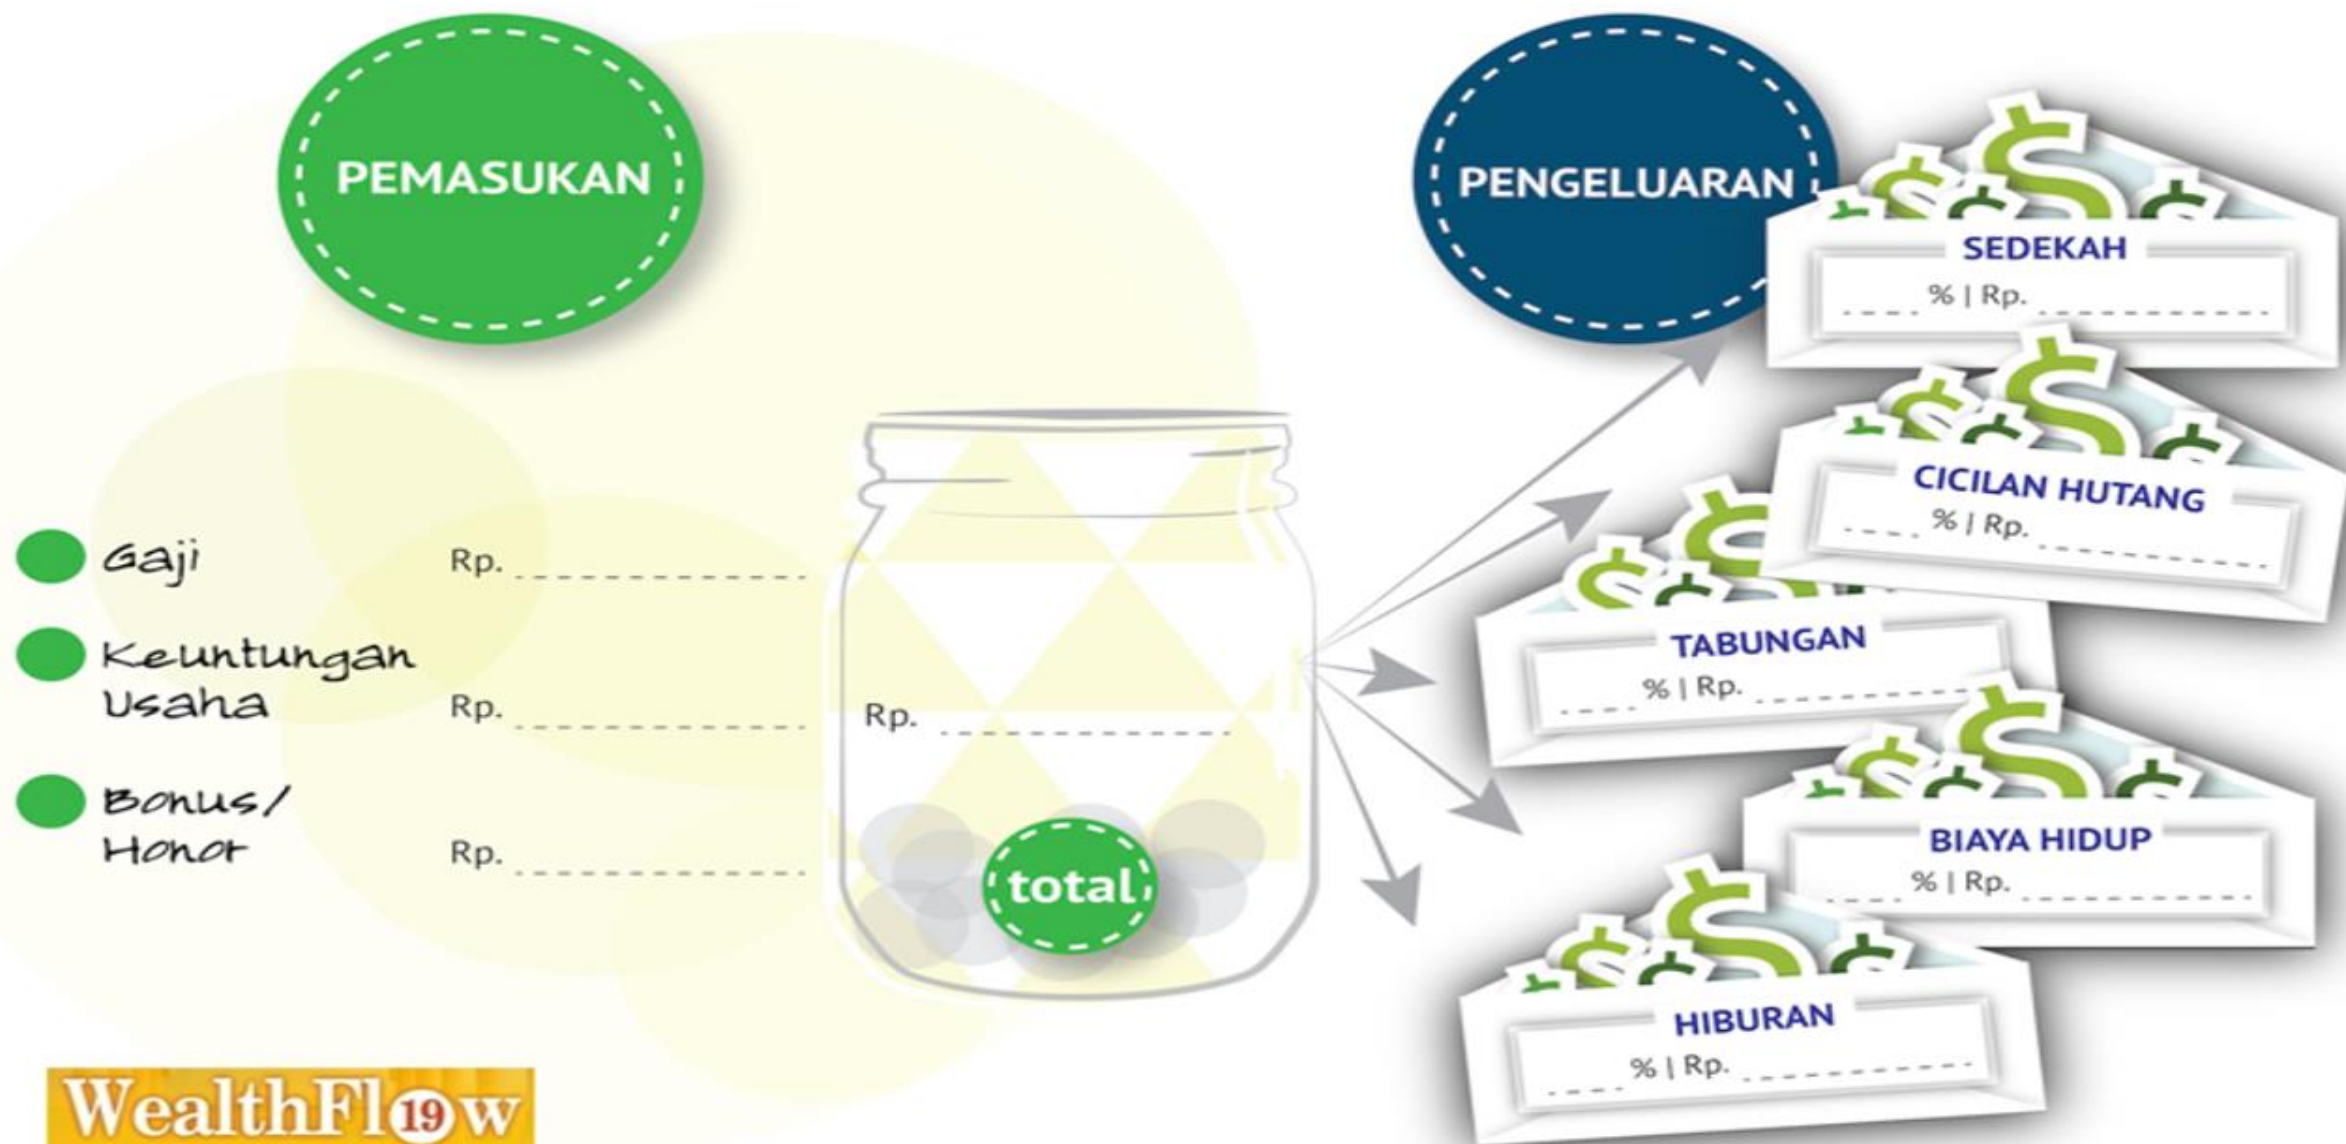 PEMASUKAN
Gaji Rp.
Keuntungan
Usaha Rp.
Bonus/
Honor Rp.
Rp.
total
PENGELUARAN
SEDEKAH
% | Rp.
CICILAN HUTANG
% | Rp.
TABUNGAN
% | Rp.
BIAYA HIDUP
% | Rp.
HIBURAN
% | Rp.
WealthFl19w